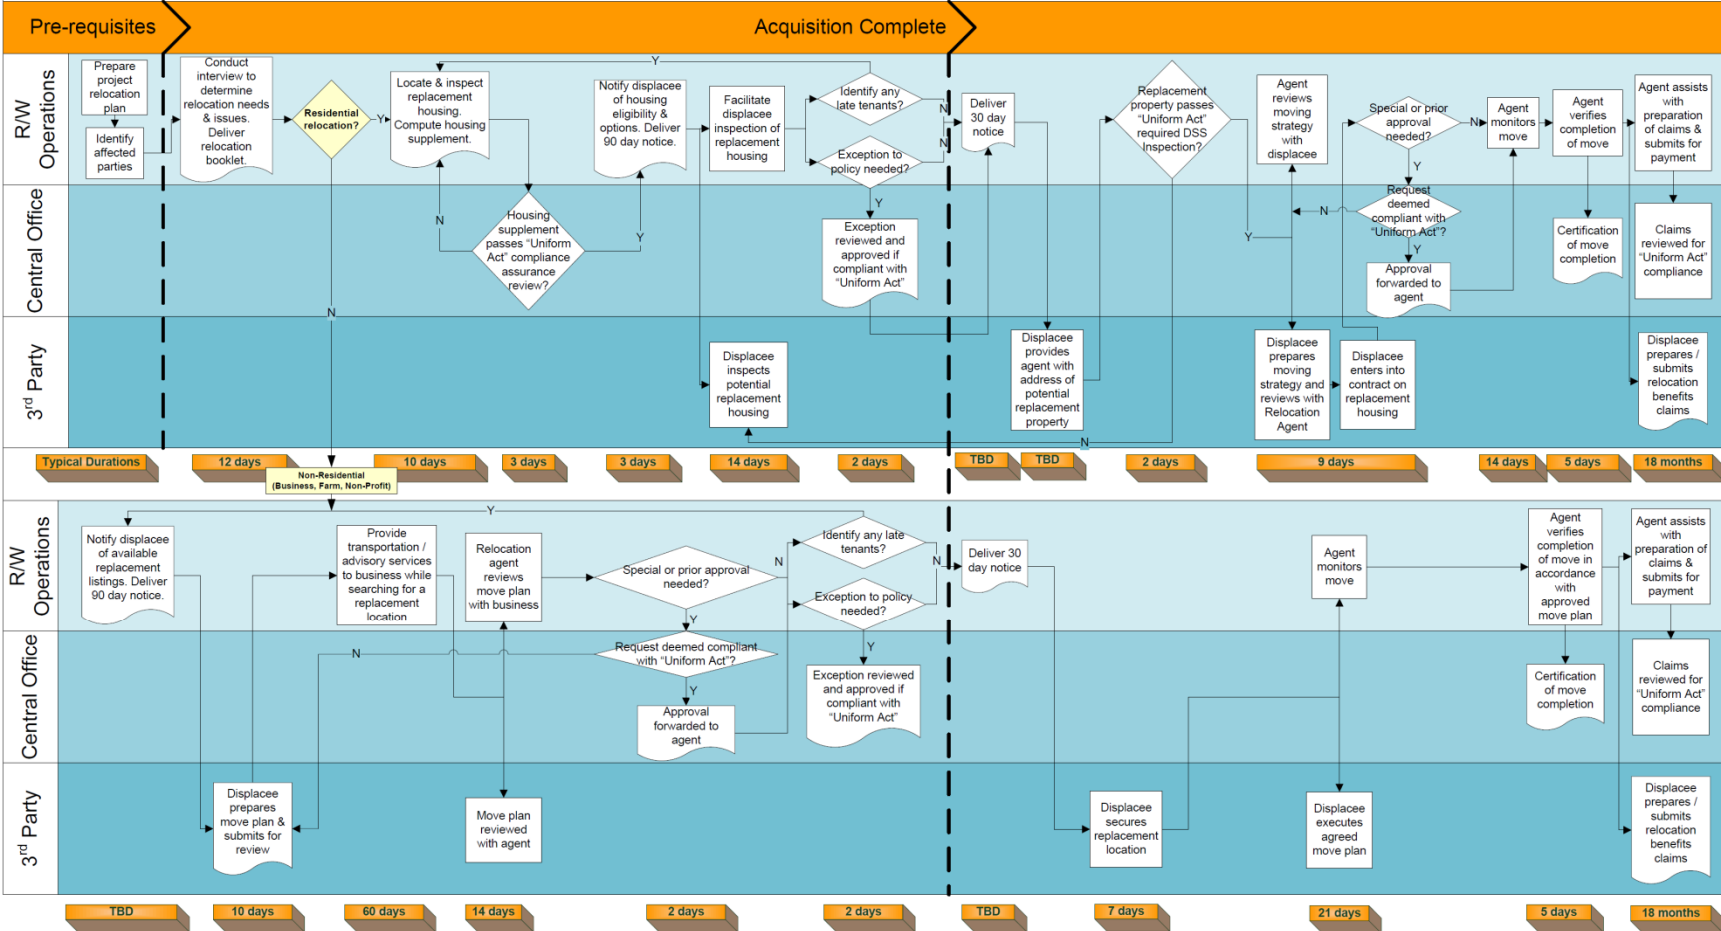 Pre-requisites
Acquisition Complete
R/W
Operations
Prepare
project
relocation
plan
Identify
affected
parties
Conduct
interview to
determine
relocation needs
& issues.
Deliver
relocation
booklet.
Residential
relocation?
Y
Locate & inspect
replacement
housing.
Compute housing
supplement.
Y
Notify displacee
of housing
eligibility &
options. Deliver
90 day notice.
Facilitate
displacee
inspection of
replacement
housing
Identify any
late tenants?
N
Exception to
policy needed?
N
Y
Deliver
30 day
notice
Replacement
property passes
“Uniform Act”
required DSS
Inspection?
Agent
reviews
moving
strategy
with
displacee
Special or prior
approval
needed?
N
Y
Agent
monitors
move
Agent
verifies
completion
of move
Agent assists
with
preparation
of claims &
submits for
payment
Central Office
N
Housing
supplement
passes “Uniform
Act” compliance
assurance
review?
Y
Exception
reviewed and
approved if
compliant with
“Uniform Act”
Y
N
Request
deemed
compliant with
“Uniform Act”?
Y
Approval
forwarded to
agent
Certification
of move
completion
Claims
reviewed for
“Uniform Act”
compliance
N
3rd Party
Displacee
inspects
potential
replacement
housing
Displacee
provides
agent with
address of
potential
replacement
property
N
Displacee
prepares
moving
strategy and
reviews with
Relocation
Agent
Displacee
enters into
contract on
replacement
housing
Displacee
prepares /
submits
relocation
benefits
claims
Typical Durations
12 days
10 days
3 days
3 days
14 days
2 days
TBD
TBD
2 days
9 days
14 days
5 days
18 months
Non-Residential
(Business, Farm, Non-Profit)
R/W
Operations
Y
Notify displacee
of available
replacement
listings. Deliver
90 day notice.
Provide
transportation /
advisory services
to business while
searching for a
replacement
location
Relocation
agent
reviews
move plan
with business
Special or prior approval
needed?
N
Y
Identify any late
tenants?
Exception to policy
needed?
N
Y
Deliver 30
day notice
Agent
monitors
move
Agent
verifies
completion
of move in
accordance
with
approved
move plan
Agent assists
with
preparation of
claims &
submits for
payment
Central Office
N
Request deemed compliant
with “Uniform Act”?
Y
Approval
forwarded to
agent
Exception reviewed
and approved if
compliant with
“Uniform Act”
Certification
of move
completion
Claims
reviewed for
“Uniform Act”
compliance
3rd Party
Displacee
prepares
move plan &
submits for
review
Move plan
reviewed
with agent
Displacee
secures
replacement
location
Displacee
executes
agreed
move plan
Displacee
prepares /
submits
relocation
benefits
claims
TBD
10 days
60 days
14 days
2 days
2 days
TBD
7 days
21 days
5 days
18 months